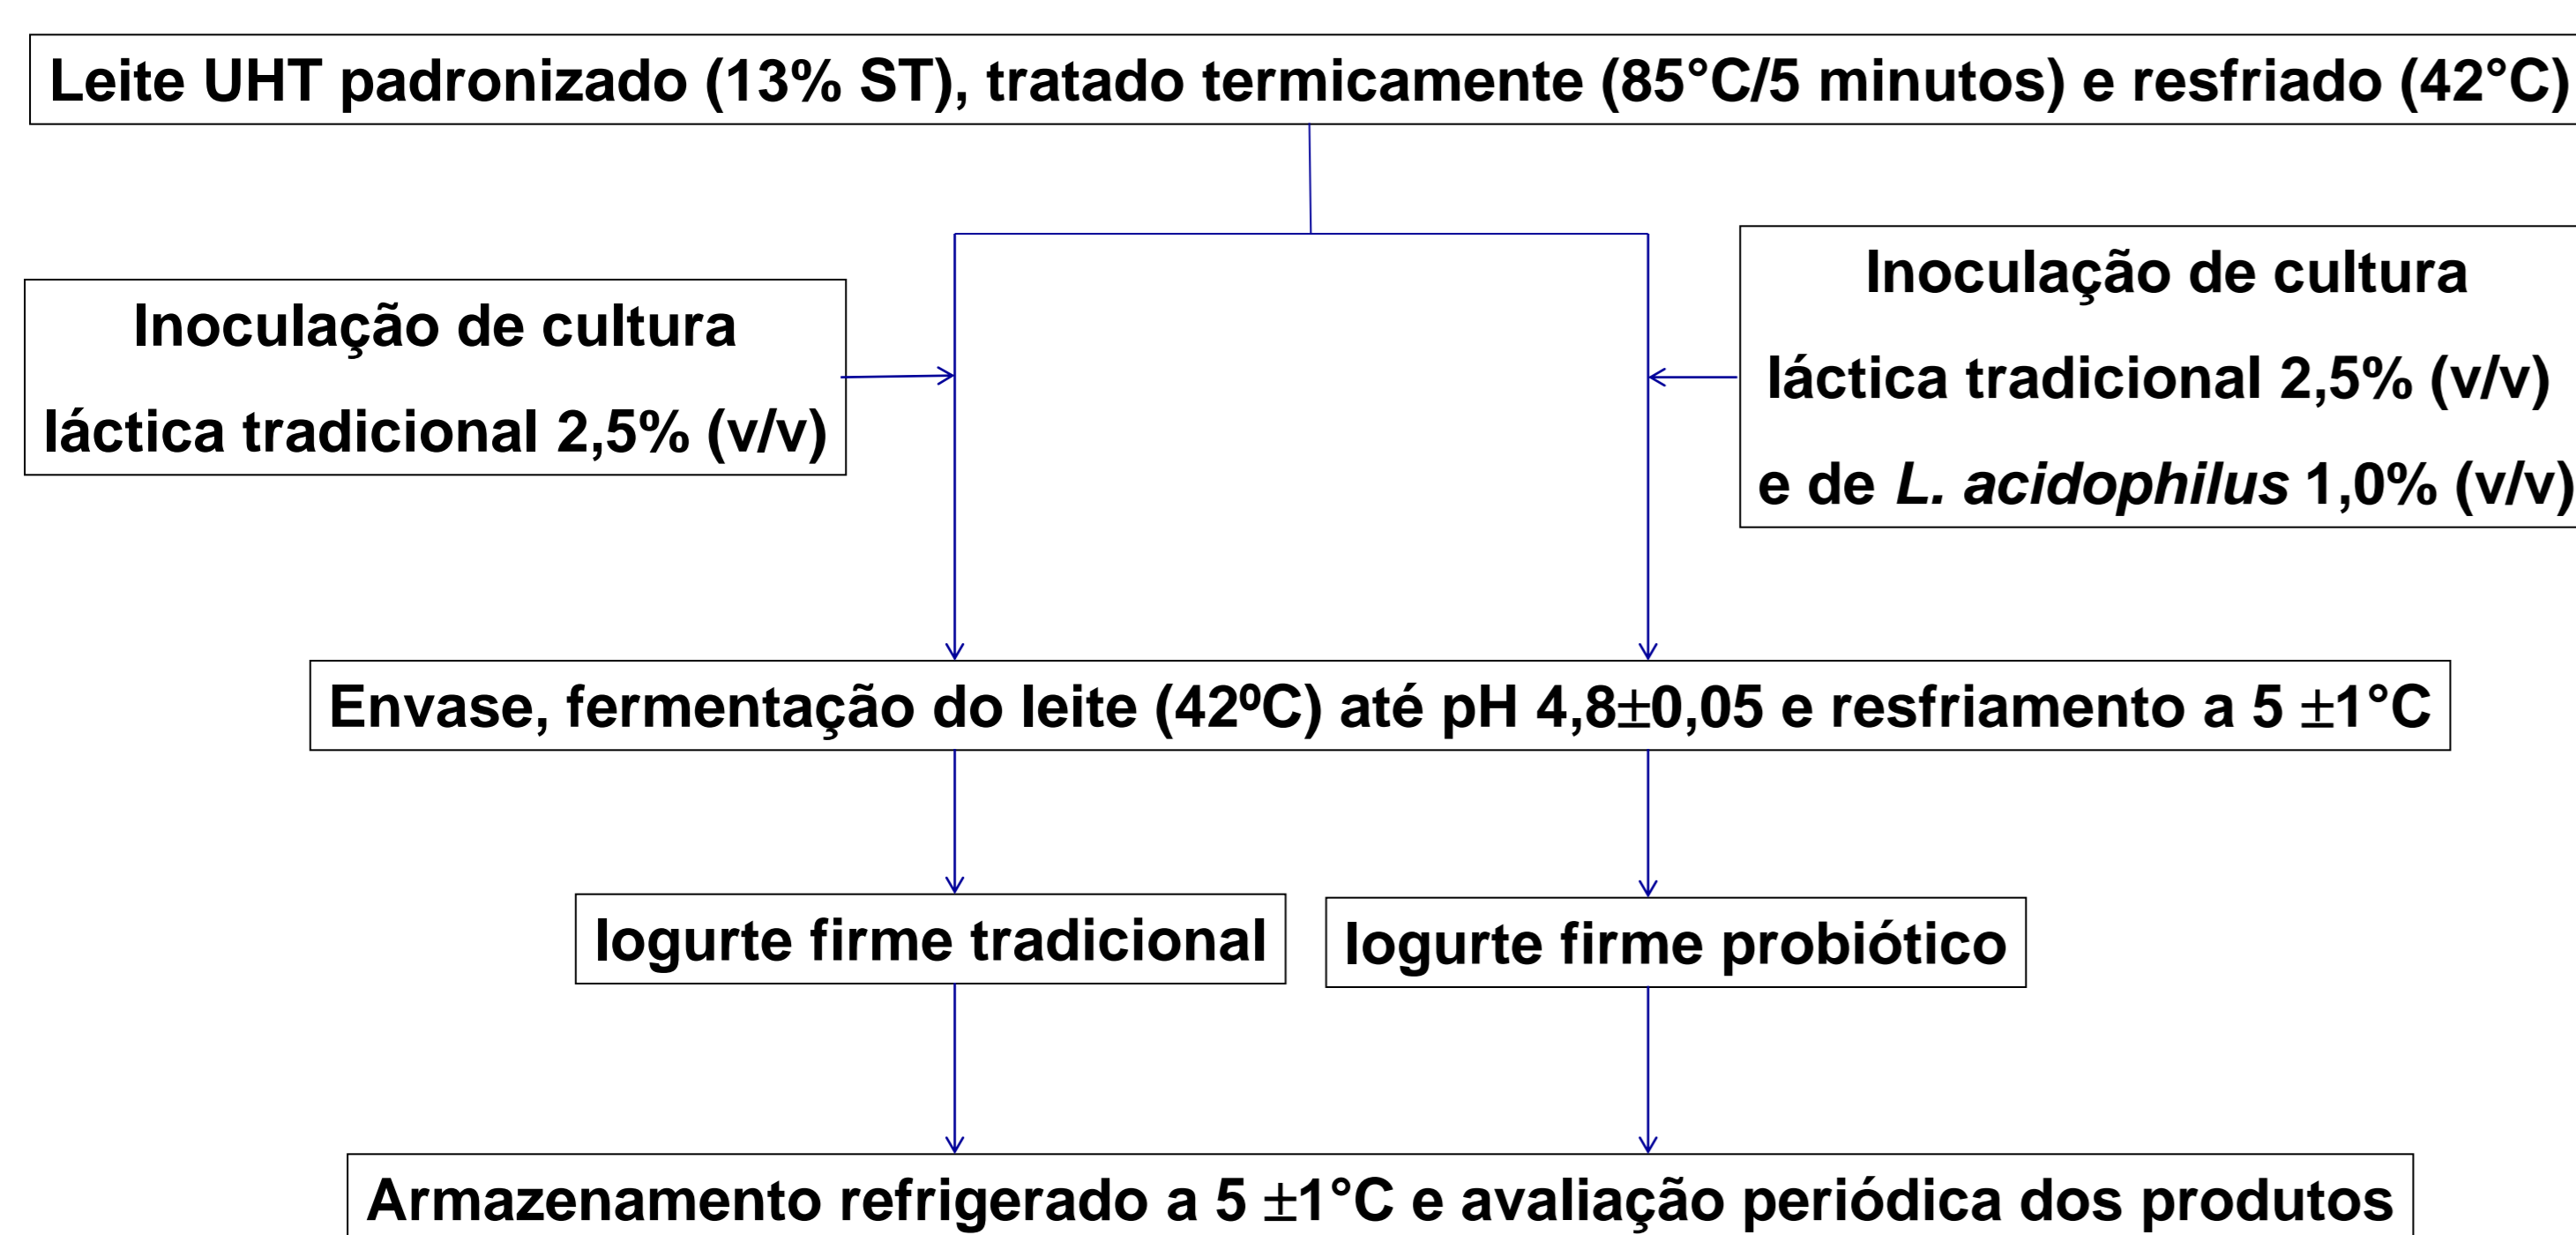 Leite UHT padronizado (13% ST), tratado termicamente (85°C/5 minutos) e resfriado (42°C)
Inoculação de cultura
láctica tradicional 2,5% (v/v)
Inoculação de cultura
láctica tradicional 2,5% (v/v)
e de L. acidophilus 1,0% (v/v)
Envase, fermentação do leite (42ºC) até pH 4,8±0,05 e resfriamento a 5 ±1°C
Iogurte firme tradicional
Iogurte firme probiótico
Armazenamento refrigerado a 5 ±1°C e avaliação periódica dos produtos